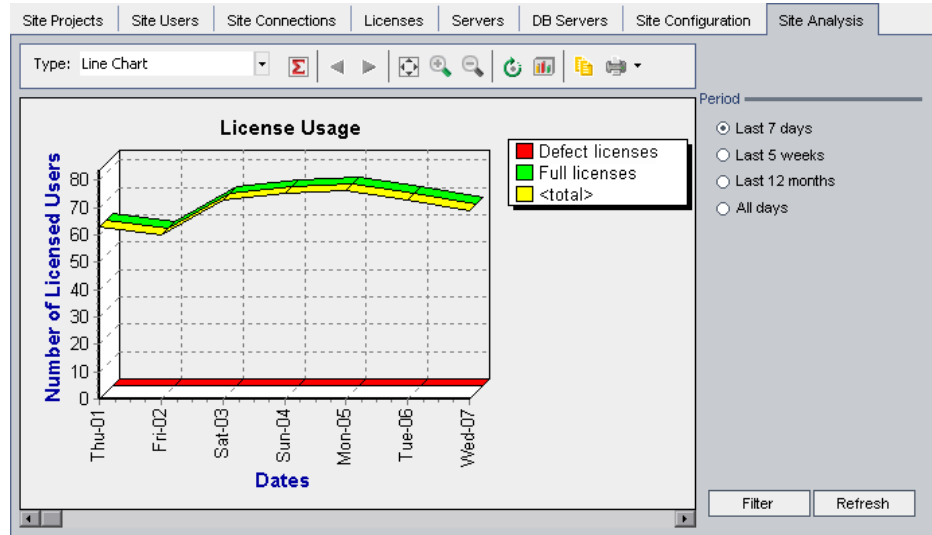 Site Projects Site Users Site Connections Licenses Servers DB Servers Site Configuration Site Analysis
Type: Line Chart
Period
Last 7 days
Last 5 weeks
Last 12 months
All days
License Usage
Defect licenses
Full licenses
<total>
Number of Licensed Users
80
70
60
50
40
30
20
10
0
Thu-01 Fri-02 Sat-03 Sun-04 Mon-05 Tue-06 Wed-07
Dates
Filter Refresh